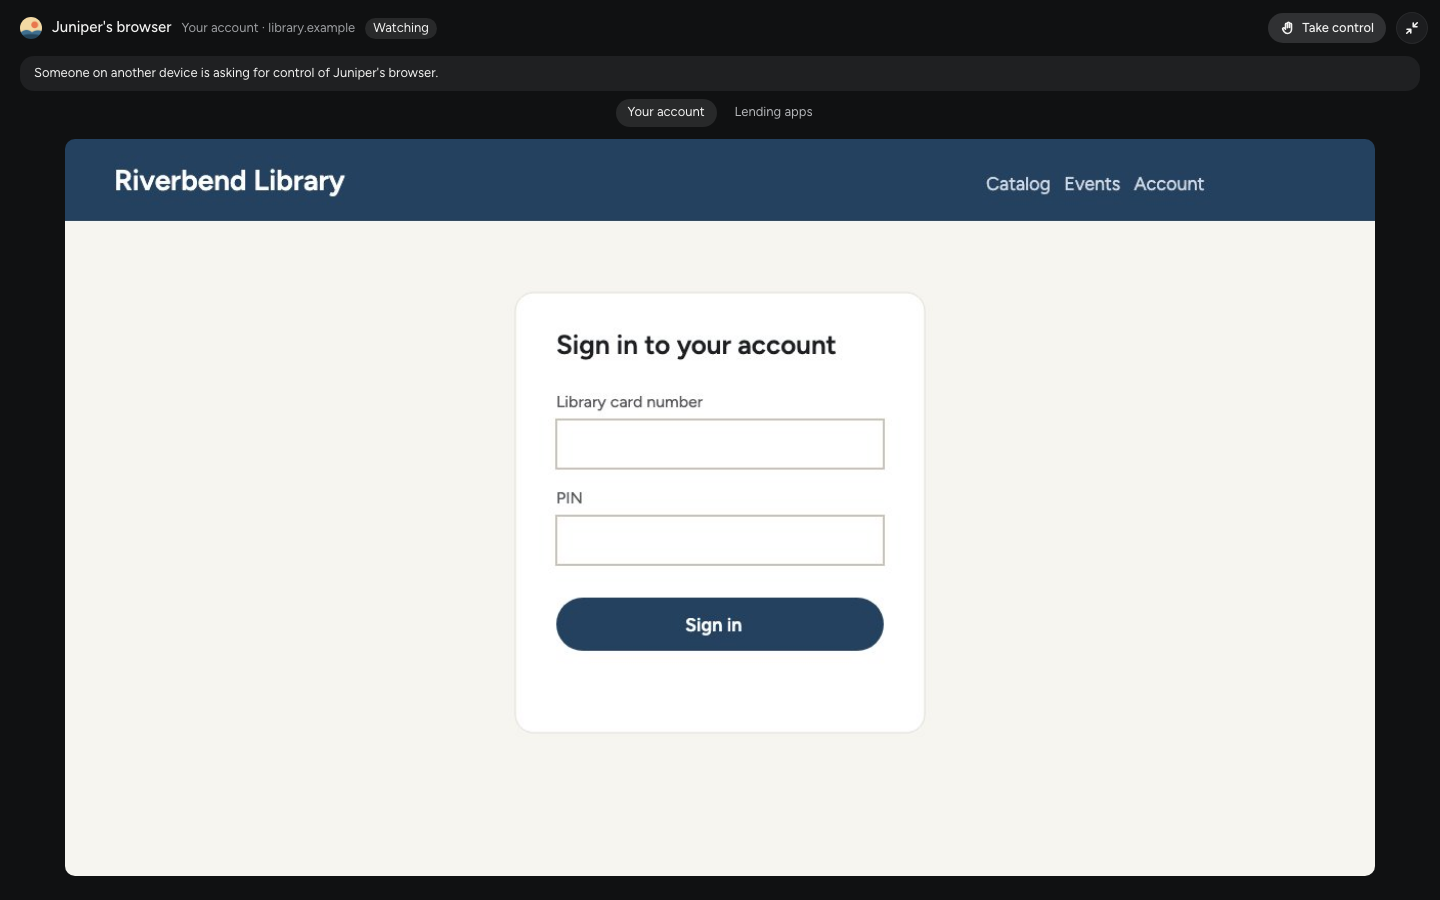 Juniper's browser Your account · library.example Watching Take control
Someone on another device is asking for control of Juniper's browser.
Your account Lending apps
Riverbend Library Catalog Events Account
Sign in to your account
Library card number
PIN
Sign in